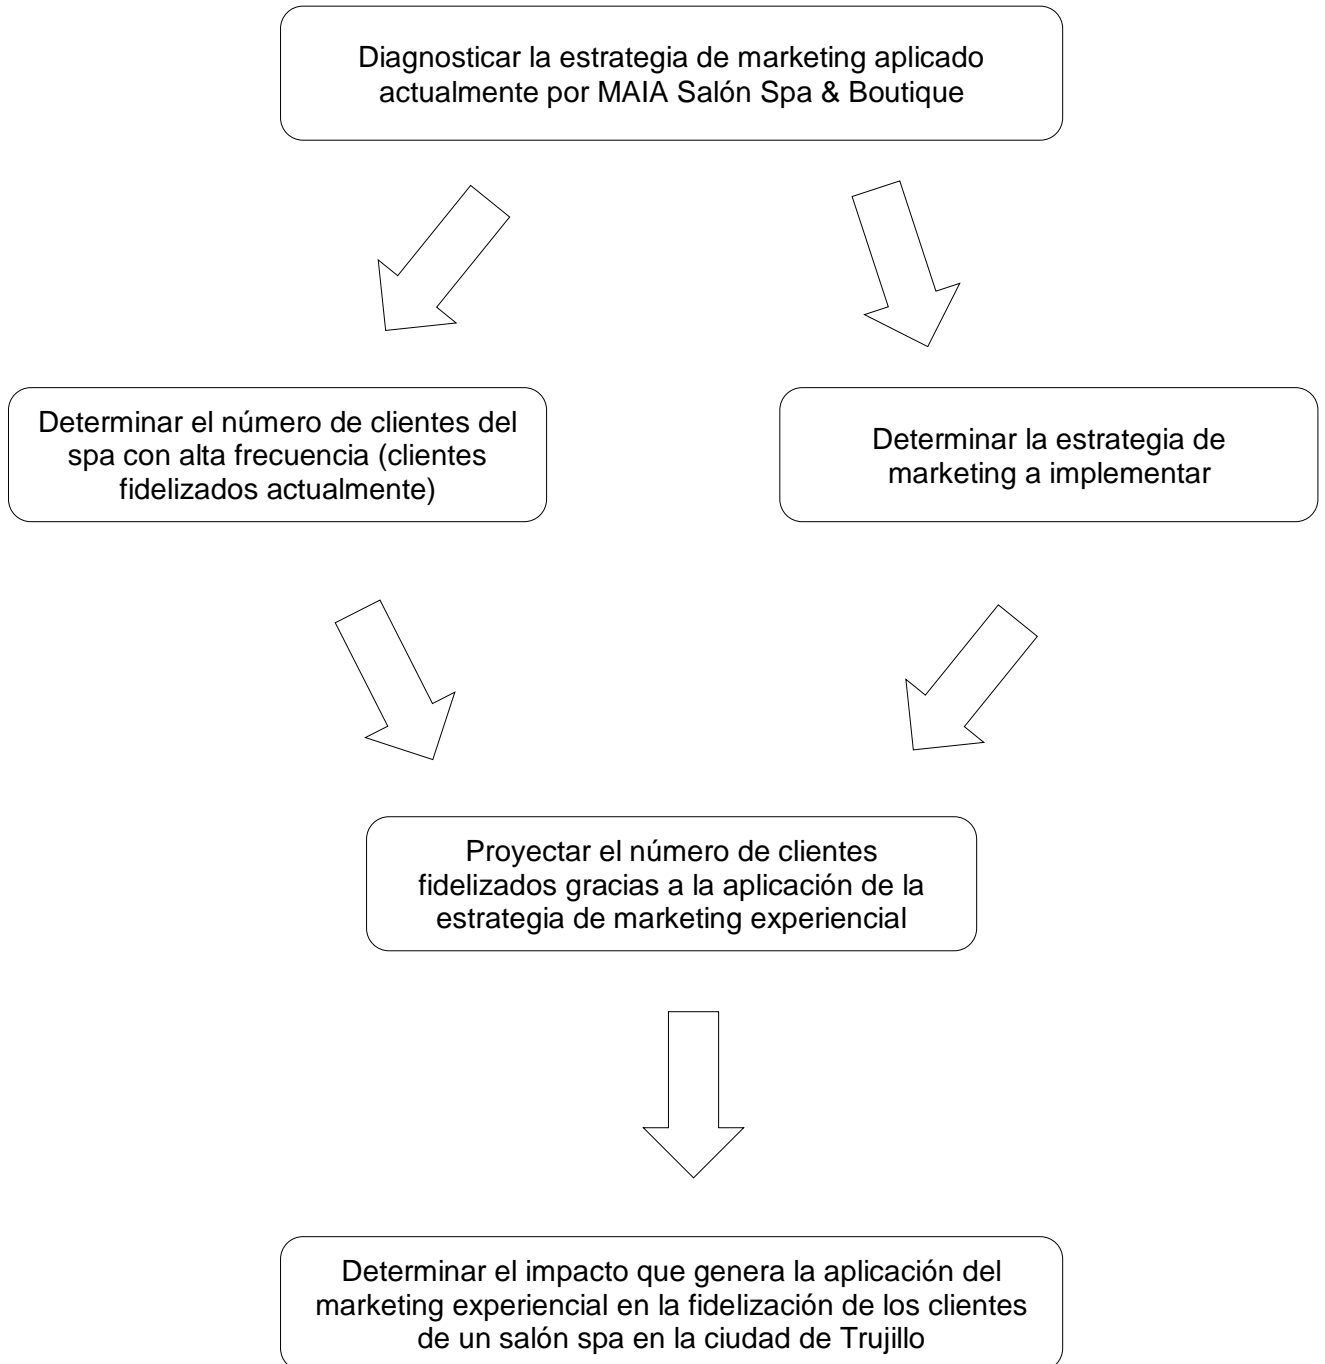 Diagnosticar la estrategia de marketing aplicado
actualmente por MAIA Salón Spa & Boutique
Determinar el número de clientes del
spa con alta frecuencia (clientes
fidelizados actualmente)
Determinar la estrategia de
marketing a implementar
Proyectar el número de clientes
fidelizados gracias a la aplicación de la
estrategia de marketing experiencial
Determinar el impacto que genera la aplicación del
marketing experiencial en la fidelización de los clientes
de un salón spa en la ciudad de Trujillo